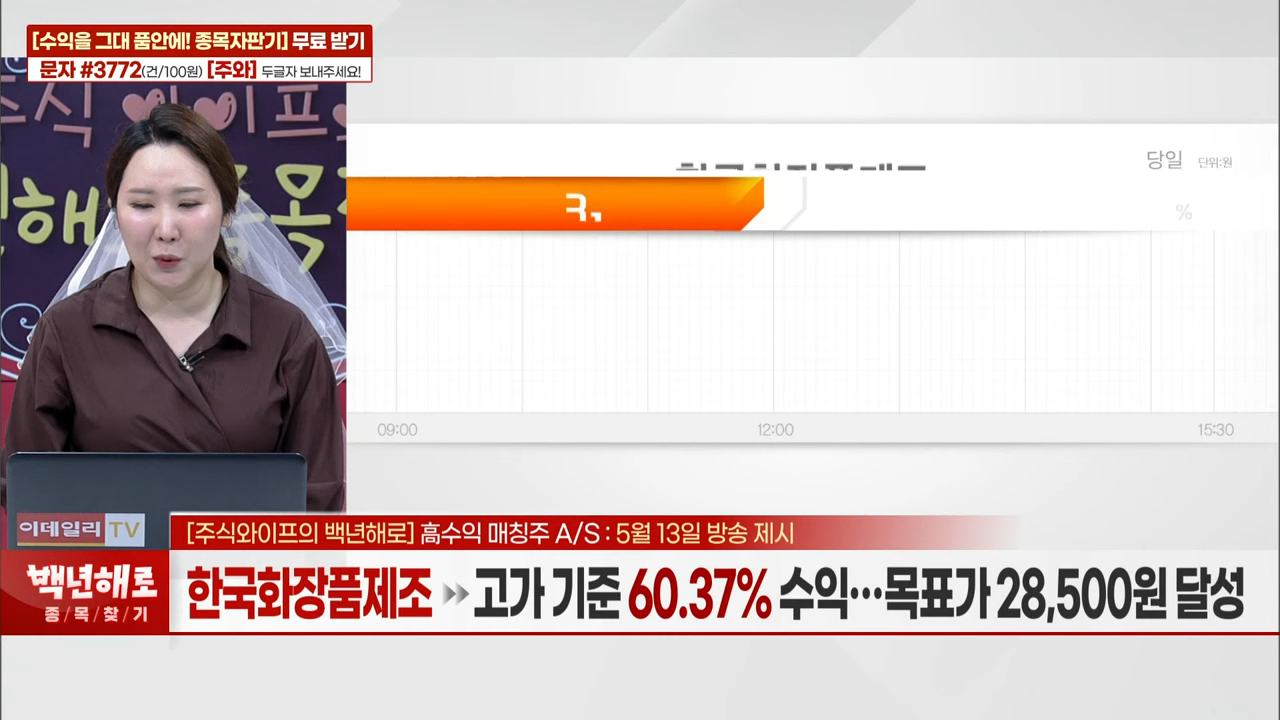 [수익을 그대 품안에! 종목자판기] 무료 받기
문자 #3772(건/100원) [주와] 두글자 보내주세요!
당일 단위:원
%
09:00 12:00 15:30
이데일리 TV
[주식와이프의 백년해로] 高수익 매칭주 A/S : 5월 13일 방송 제시
백년해로
종/목/찾/기
한국화장품제조 고가 기준 60.37% 수익…목표가 28,500원 달성